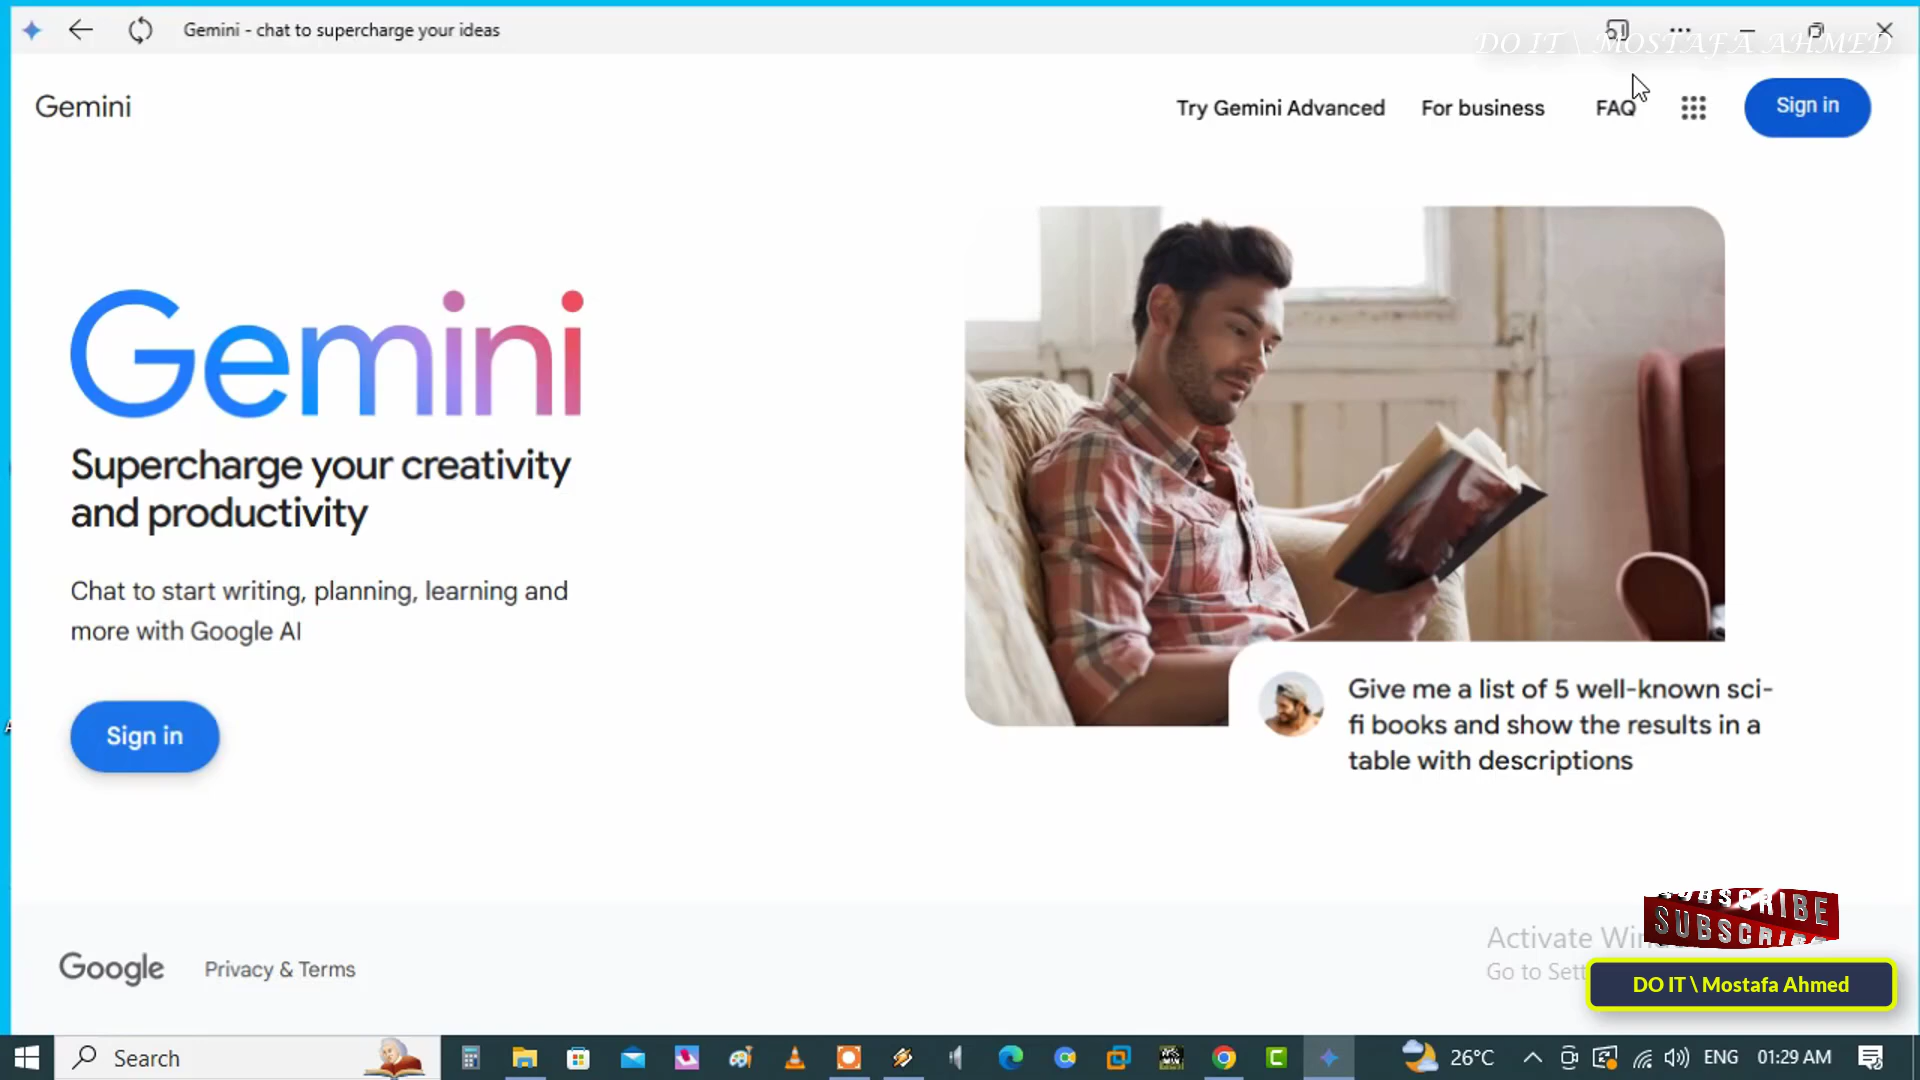 Gemini - chat to supercharge your ideas
DO IT \ MOSTAFA AHMED
Gemini
Try Gemini Advanced
For business
FAQ
Sign in
Gemini
Supercharge your creativity
and productivity
Chat to start writing, planning, learning and
more with Google AI
Sign in
Give me a list of 5 well-known sci-
fi books and show the results in a
table with descriptions
SUBSCRIBE
SUBSCRIBE
Activate
Go to
DO IT \ Mostafa Ahmed
Google
Privacy & Terms
Search
26°C
ENG
01:29 AM